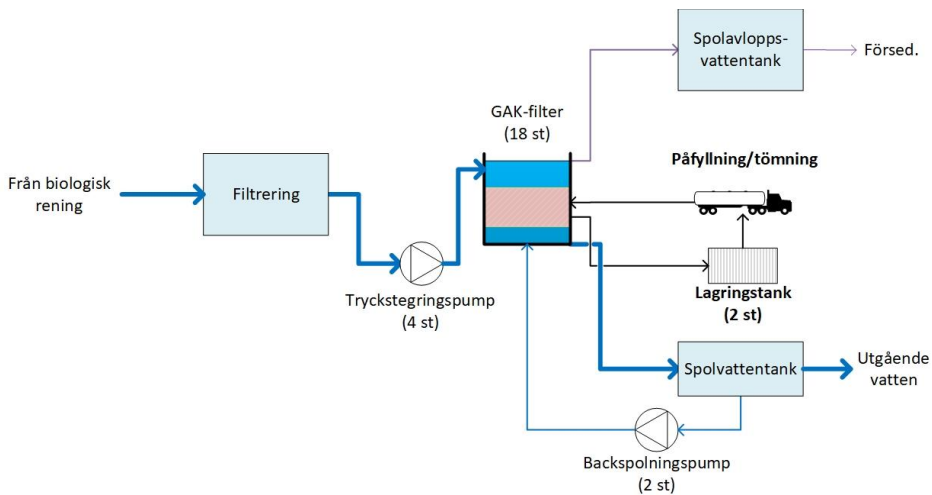 Spolavlopps-
vattentank
Försed.
GAK-filter
(18 st)
Påfyllning/tömning
Från biologisk
rening
Filtrering
Tryckstegringspump
(4 st)
Lagringstank
(2 st)
Spolvattentank
Utgående
vatten
Backspolningspump
(2 st)